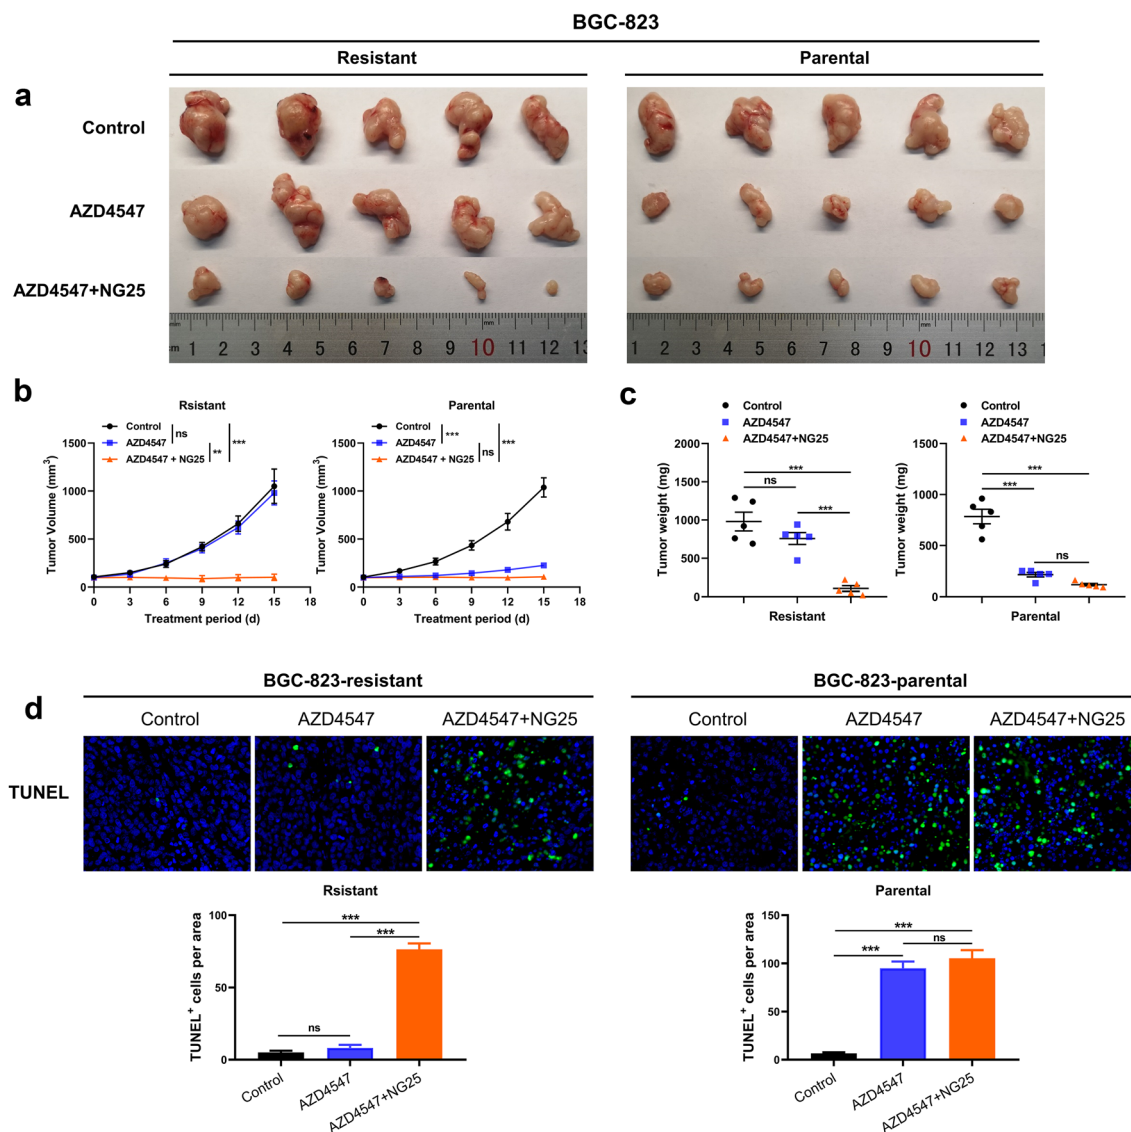 BGC-823
Resistant
Parental
a
Control
AZD4547
AZD4547+NG25
mm
cm 1 2 3 4 5 6 7 8 9 10 11 12 13
mm
1 2 3 4 5 6 7 8 9 10 11 12 13 1
b
Rsistant
Control
AZD4547
AZD4547 + NG25
ns
**
***
Tumor Volume (mm3)
1500
1000
500
0
0 3 6 9 12 15 18
Treatment period (d)
Parental
Control
AZD4547
AZD4547 + NG25
***
ns
***
Tumor Volume (mm3)
1500
1000
500
0
0 3 6 9 12 15 18
Treatment period (d)
c
Control
AZD4547
AZD4547+NG25
Tumor weight (mg)
2000
1500
1000
500
0
***
ns
***
Resistant
Control
AZD4547
AZD4547+NG25
Tumor weight (mg)
1500
1000
500
0
***
***
ns
Parental
d
BGC-823-resistant
Control AZD4547 AZD4547+NG25
BGC-823-parental
Control AZD4547 AZD4547+NG25
TUNEL
Rsistant
TUNEL+ cells per area
100
50
0
***
***
ns
Control
AZD4547
AZD4547+NG25
Parental
TUNEL+ cells per area
150
100
50
0
***
***
ns
Control
AZD4547
AZD4547+NG25